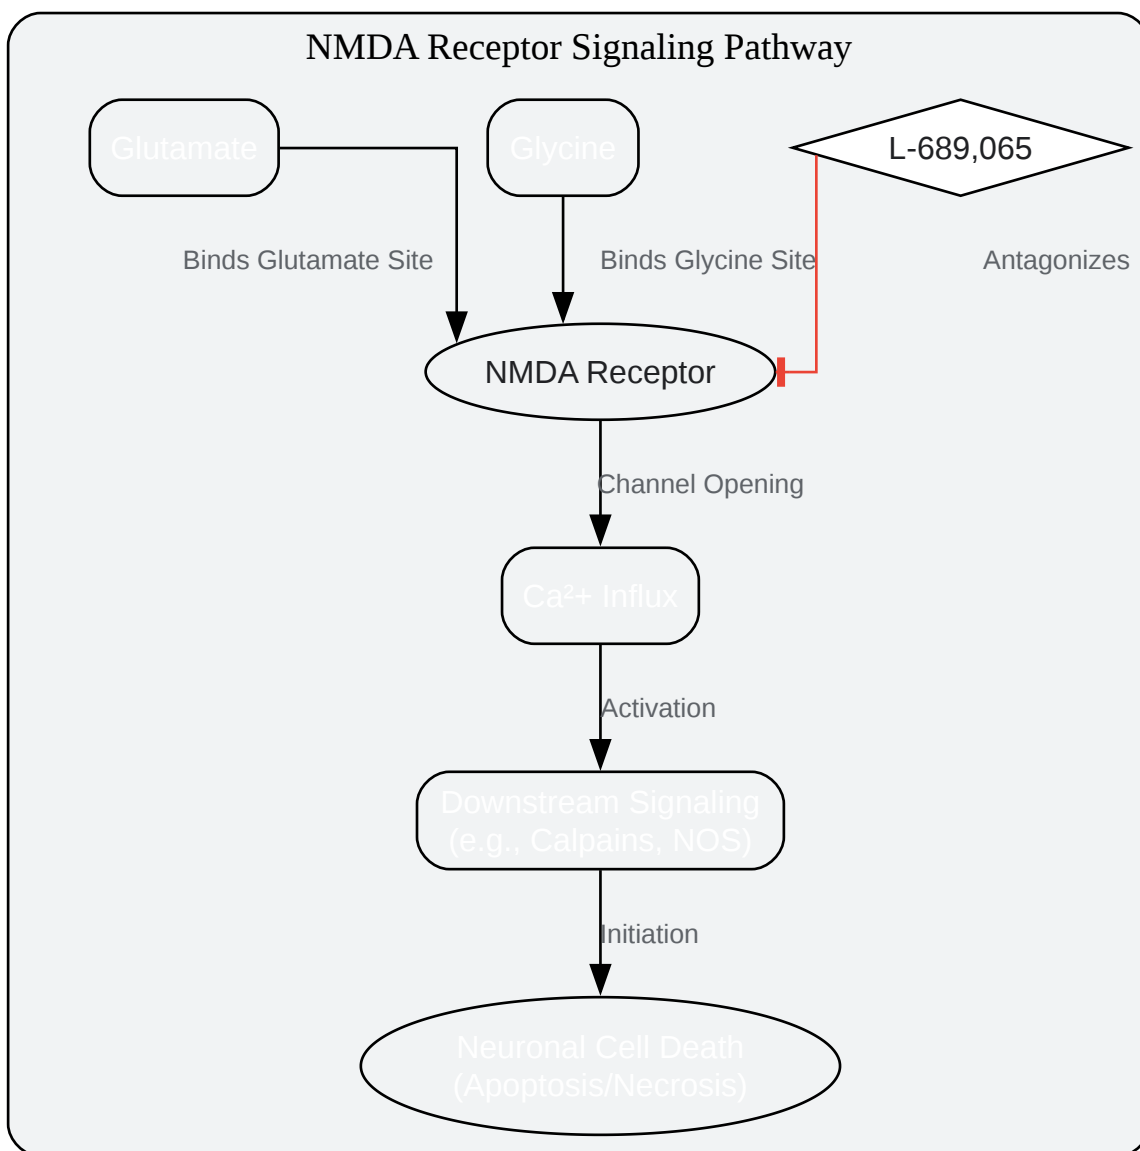 NMDA Receptor Signaling Pathway
Glutamate
Glycine
L-689,065
Binds Glutamate Site
Binds Glycine Site
Antagonizes
NMDA Receptor
Channel Opening
Ca²+ Influx
Activation
Downstream Signaling
(e.g., Calpains, NOS)
Initiation
Neuronal Cell Death
(Apoptosis/Necrosis)